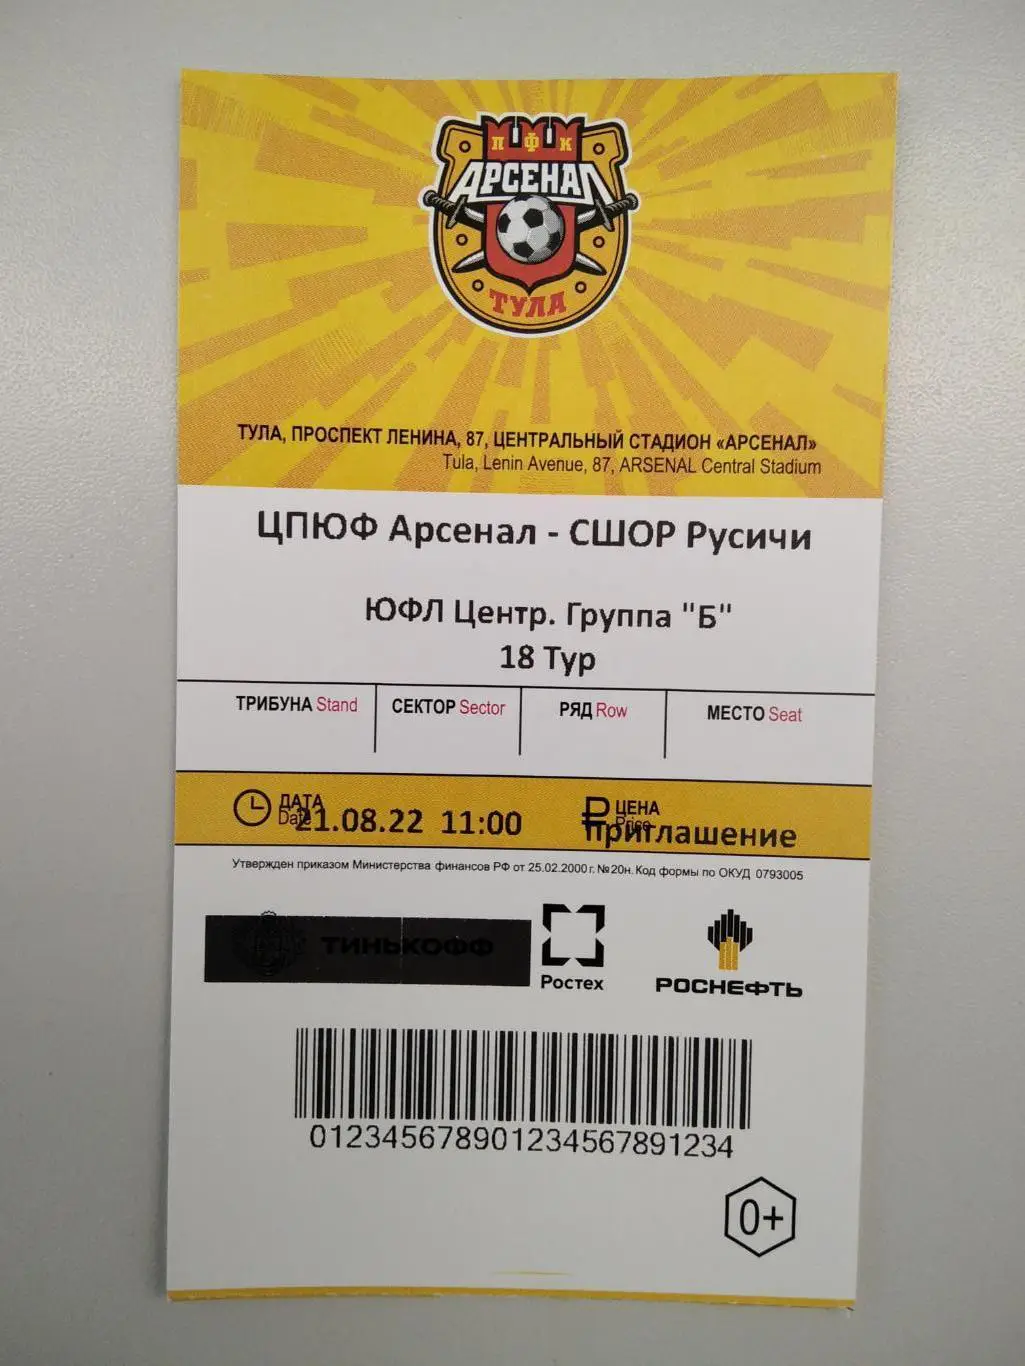 ПФК
АРСЕНАЛ
ТУЛА
ТУЛА, ПРОСПЕКТ ЛЕНИНА, 87, ЦЕНТРАЛЬНЫЙ СТАДИОН «АРСЕНАЛ»
Tula, Lenin Avenue, 87, ARSENAL Central Stadium
ЦПЮФ Арсенал - СШОР Русичи
ЮФЛ Центр. Группа "Б"
18 Тур
ТРИБУНА Stand СЕКТОР Sector РЯД Row МЕСТО Seat
ДАТА ₽ ЦЕНА
Date Price
21.08.22 11:00 приглашение
Утвержден приказом Министерства финансов РФ от 25.02.2000 г. №20н. Код формы по ОКУД 0793005
ТИНЬКОФФ
Ростех РОСНЕФТЬ
012345678901234567891234
0+